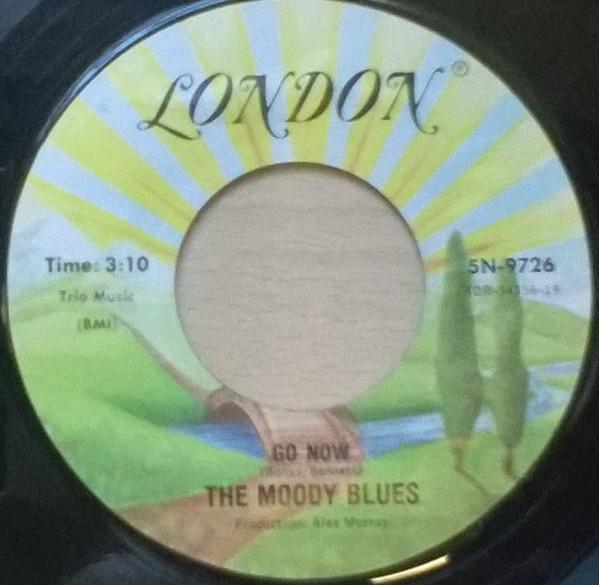 LONDON®
Time: 3:10
Trio Music
(BMI)
5N-9726
GO NOW
THE MOODY BLUES
Production: Alex Murray